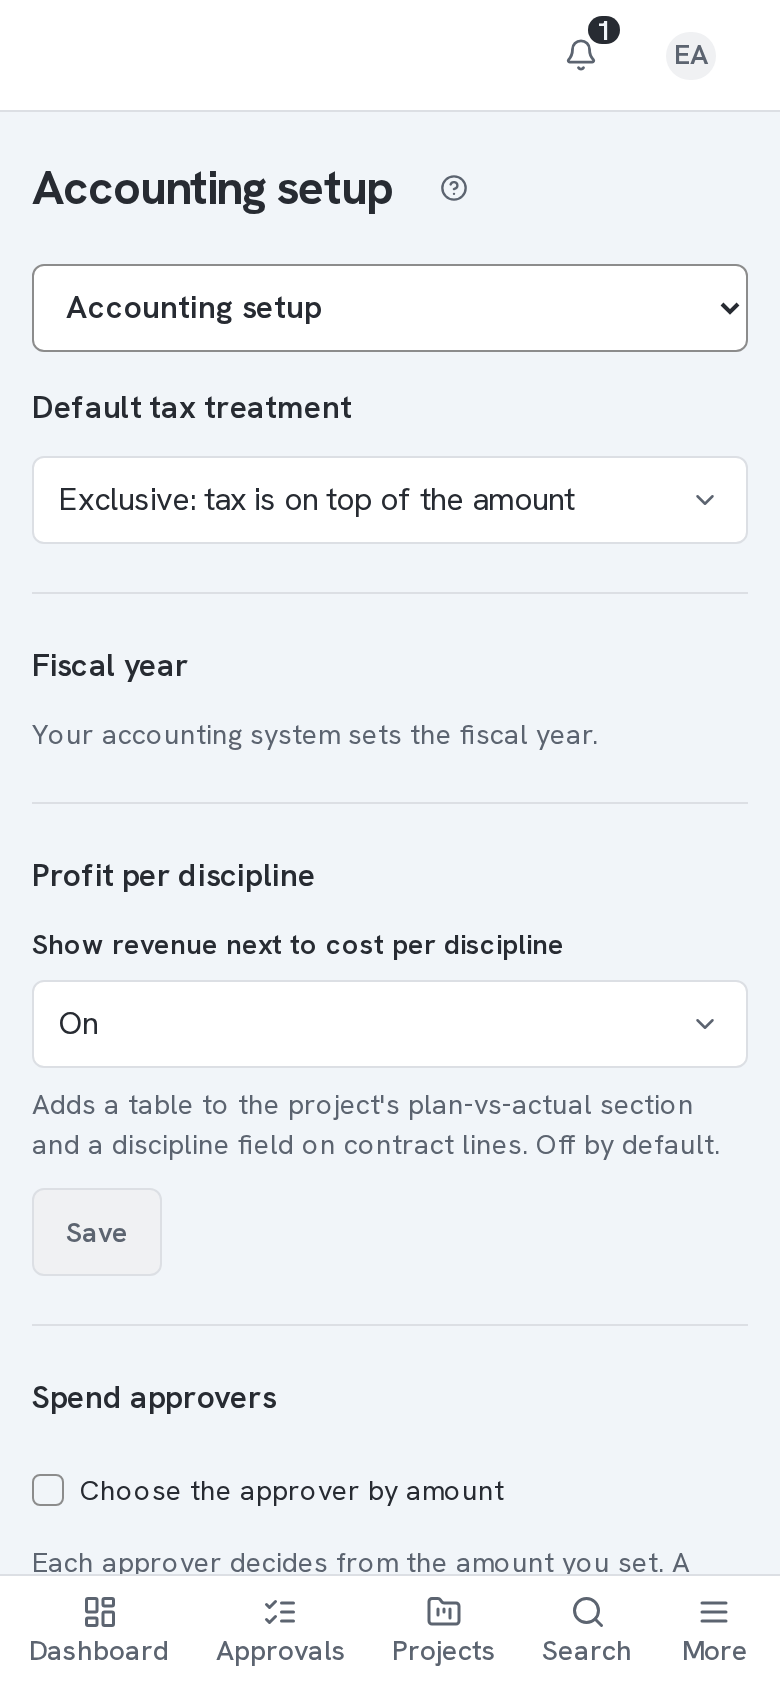 1
EA
Accounting setup
Accounting setup
Default tax treatment
Exclusive: tax is on top of the amount
Fiscal year
Your accounting system sets the fiscal year.
Profit per discipline
Show revenue next to cost per discipline
On
Adds a table to the project's plan-vs-actual section
and a discipline field on contract lines. Off by default.
Save
Spend approvers
Choose the approver by amount
Each approver decides from the amount you set. A
Dashboard
Approvals
Projects
Search
More